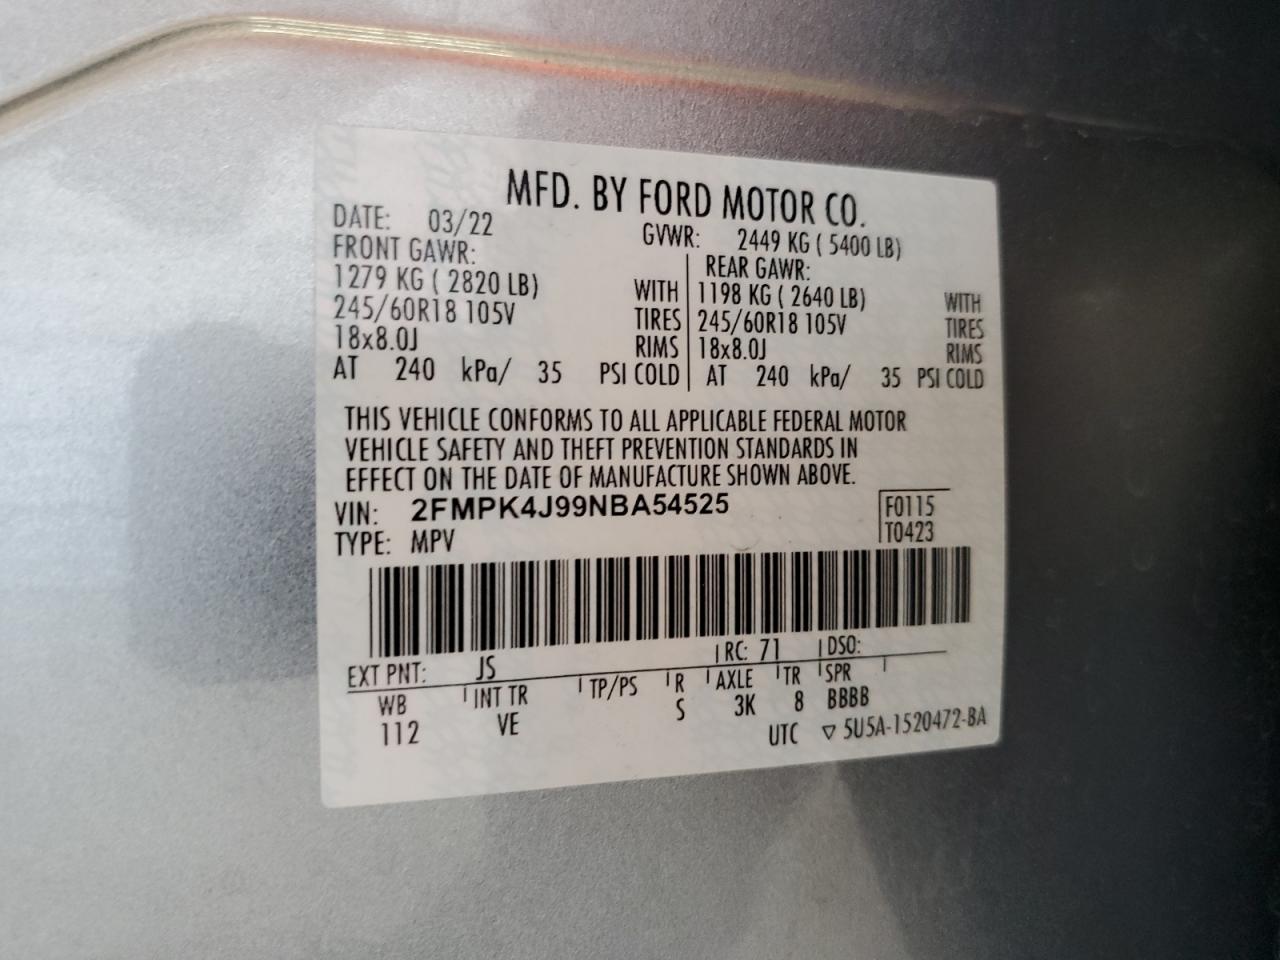 MFD. BY FORD MOTOR CO.
DATE: 03/22 GVWR: 2449 KG ( 5400 LB)
FRONT GAWR: REAR GAWR:
1279 KG ( 2820 LB) WITH 1198 KG ( 2640 LB) WITH
245/60R18 105V TIRES 245/60R18 105V TIRES
18x8.0J RIMS 18x8.0J RIMS
AT 240 kPa/ 35 PSI COLD AT 240 kPa/ 35 PSI COLD
THIS VEHICLE CONFORMS TO ALL APPLICABLE FEDERAL MOTOR
VEHICLE SAFETY AND THEFT PREVENTION STANDARDS IN
EFFECT ON THE DATE OF MANUFACTURE SHOWN ABOVE.
VIN: 2FMPK4J99NBA54525 F0115
TYPE: MPV T0423
EXT PNT: JS RC: 71 DSO:
WB INT TR TP/PS R AXLE TR SPR
112 VE S 3K 8 BBBB
UTC ▽ 5U5A-1520472-BA